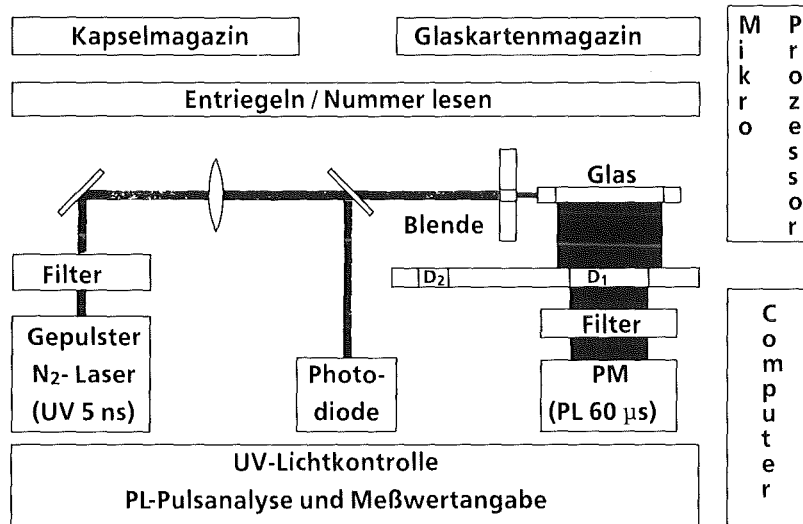 Kapselmagazin
Glaskartenmagazin
Entriegeln / Nummer lesen
Glas
Blende
Filter
D₂
D₁
Gepulster
N₂- Laser
(UV 5 ns)
Photo-
diode
Filter
PM
(PL 60 µs)
UV-Lichtkontrolle
PL-Pulsanalyse und Meßwertangabe
Mikro
Prozessor
Computer